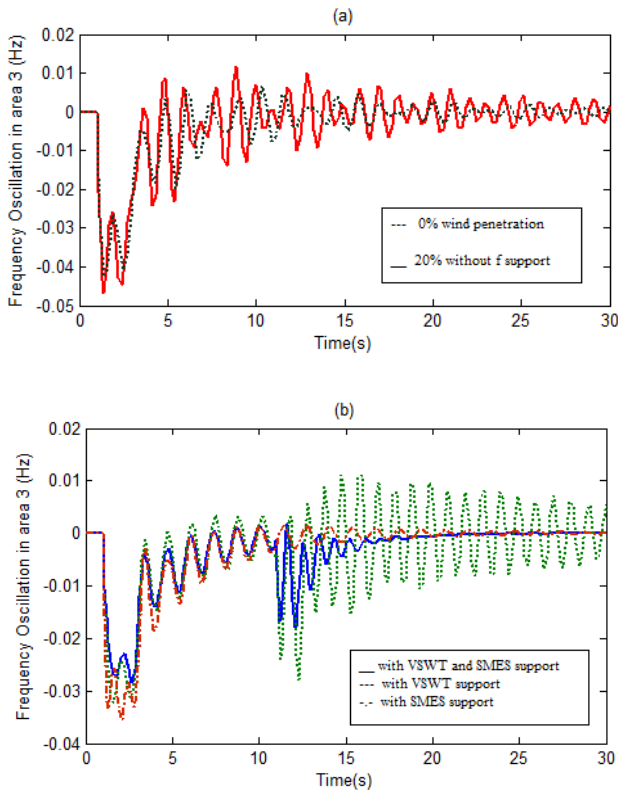 (a)
Frequency Oscillation in area 3 (Hz)
0.02
0.01
0
-0.01
-0.02
-0.03
-0.04
-0.05
0% wind penetration
20% without f support
0 5 10 15 20 25 30
Time(s)
(b)
Frequency Oscillation in area 3 (Hz)
0.02
0.01
0
-0.01
-0.02
-0.03
-0.04
with VSWT and SMES support
with VSWT support
with SMES support
0 5 10 15 20 25 30
Time(s)